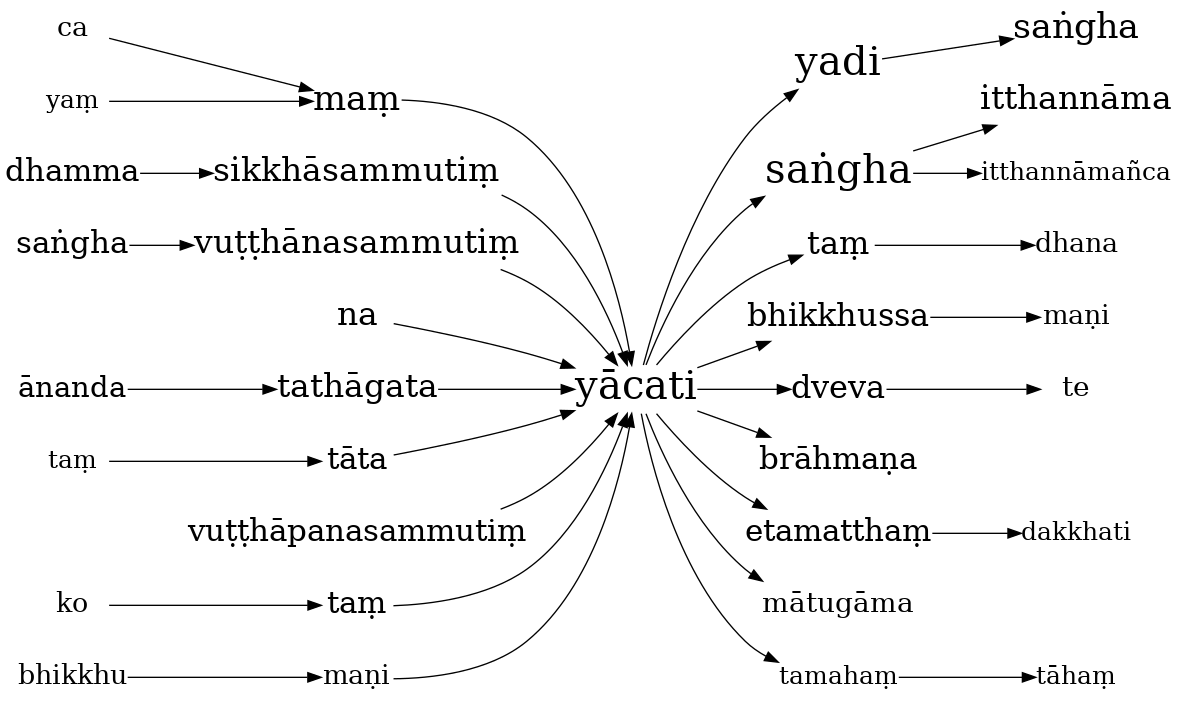 ca
saṅgha
yadi
yaṃ
maṃ
itthannāma
dhamma
sikkhāsammutiṃ
saṅgha
itthannāmañca
saṅgha
vuṭṭhānasammutiṃ
taṃ
dhana
na
bhikkhussa
maṇi
ānanda
tathāgata
yācati
dveva
te
taṃ
tāta
brāhmaṇa
vuṭṭhāpanasammutiṃ
etamatthaṃ
dakkhati
ko
taṃ
mātugāma
bhikkhu
maṇi
tamahaṃ
tāhaṃ